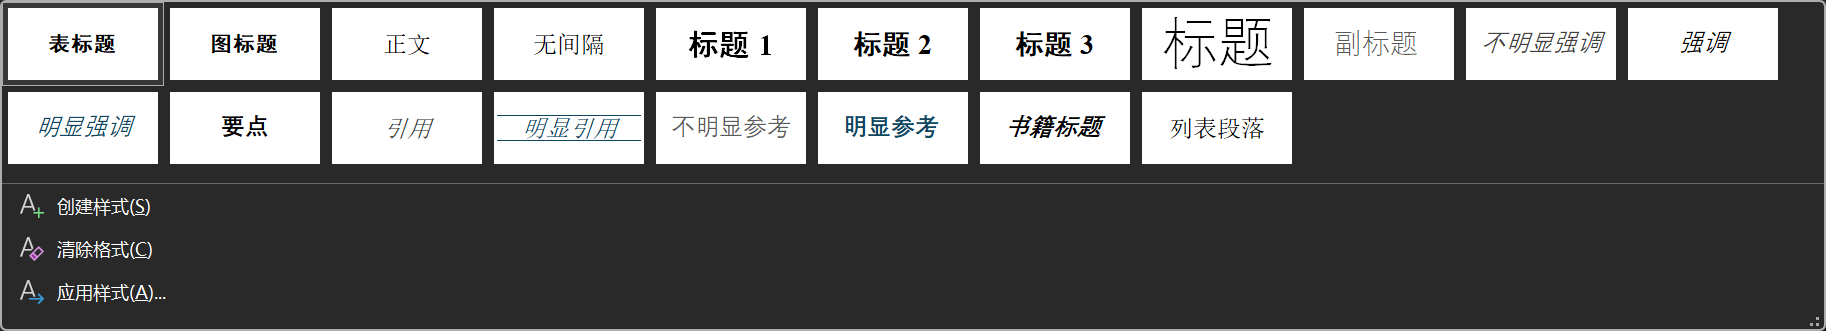 表标题 图标题 正文 无间隔 标题 1 标题 2 标题 3 标题 副标题 不明显强调 强调
明显强调 要点 引用 明显引用 不明显参考 明显参考 书籍标题 列表段落
创建样式(S)
清除格式(C)
应用样式(A)...